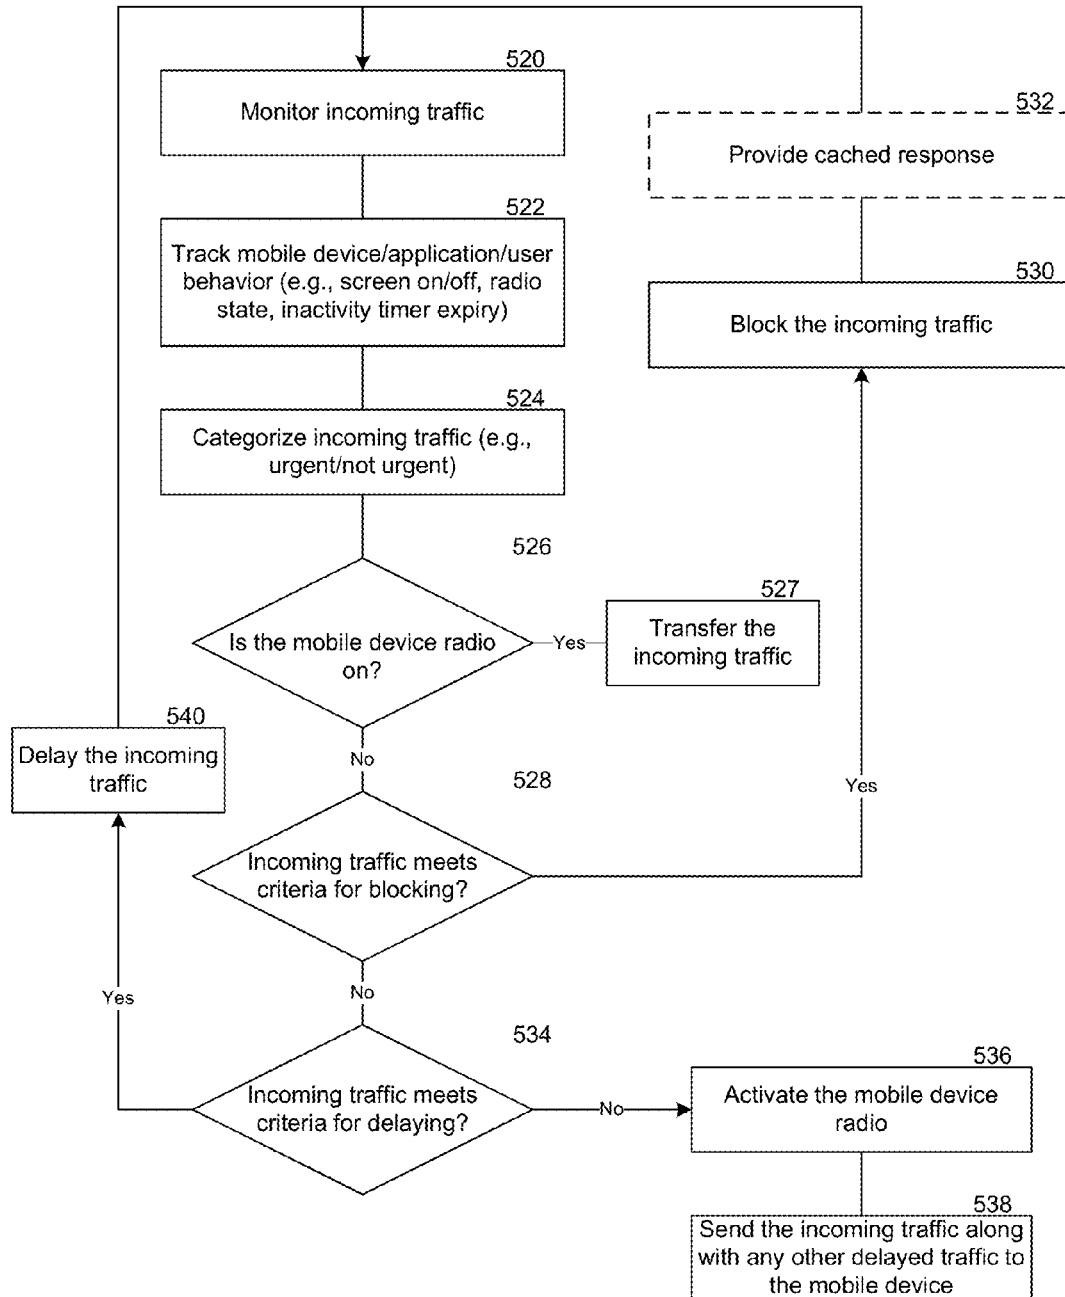 520
Monitor incoming traffic
532
Provide cached response
522
Track mobile device/application/user
behavior (e.g., screen on/off, radio
state, inactivity timer expiry)
530
Block the incoming traffic
524
Categorize incoming traffic (e.g.,
urgent/not urgent)
526
Is the mobile device radio
on?
Yes
527
Transfer the
incoming traffic
540
Delay the incoming
traffic
No
528
Incoming traffic meets
criteria for blocking?
Yes
No
Yes
534
Incoming traffic meets
criteria for delaying?
No
536
Activate the mobile device
radio
538
Send the incoming traffic along
with any other delayed traffic to
the mobile device